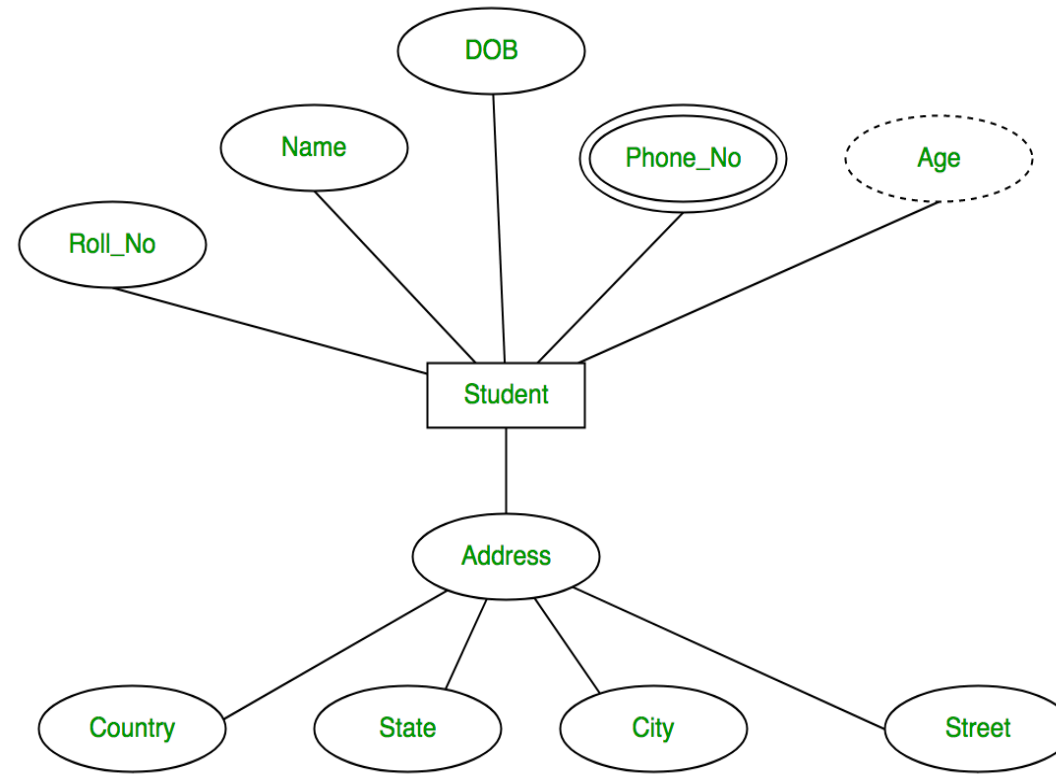 DOB
Name
Phone_No
Age
Roll_No
Student
Address
Country
State
City
Street